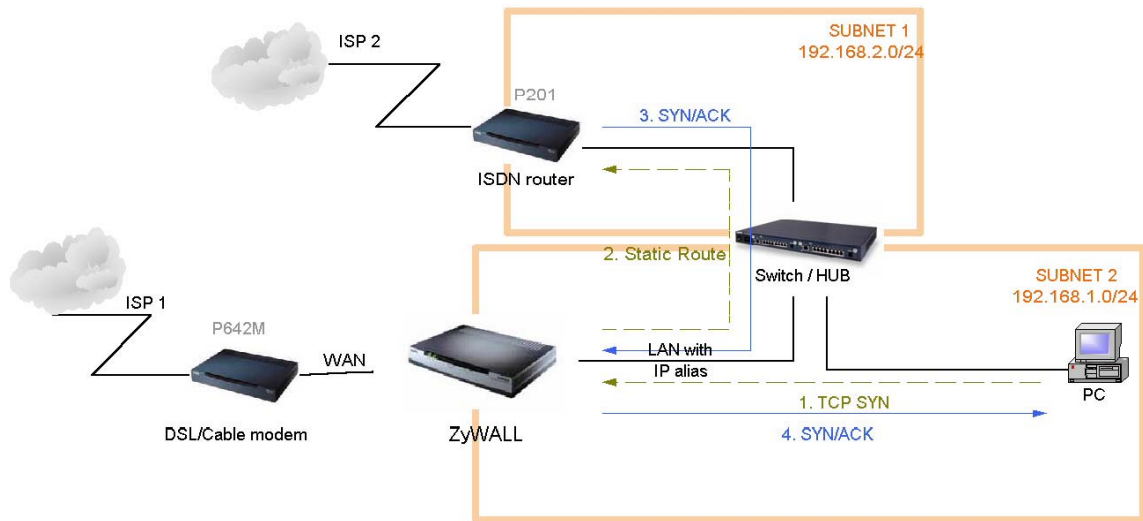 SUBNET 1
192.168.2.0/24
ISP 2
P201
3. SYN/ACK
ISDN router
2. Static Route
Switch / HUB
SUBNET 2
192.168.1.0/24
ISP 1
P642M
WAN
LAN with
IP alias
PC
1. TCP SYN
DSL/Cable modem
ZyWALL
4. SYN/ACK